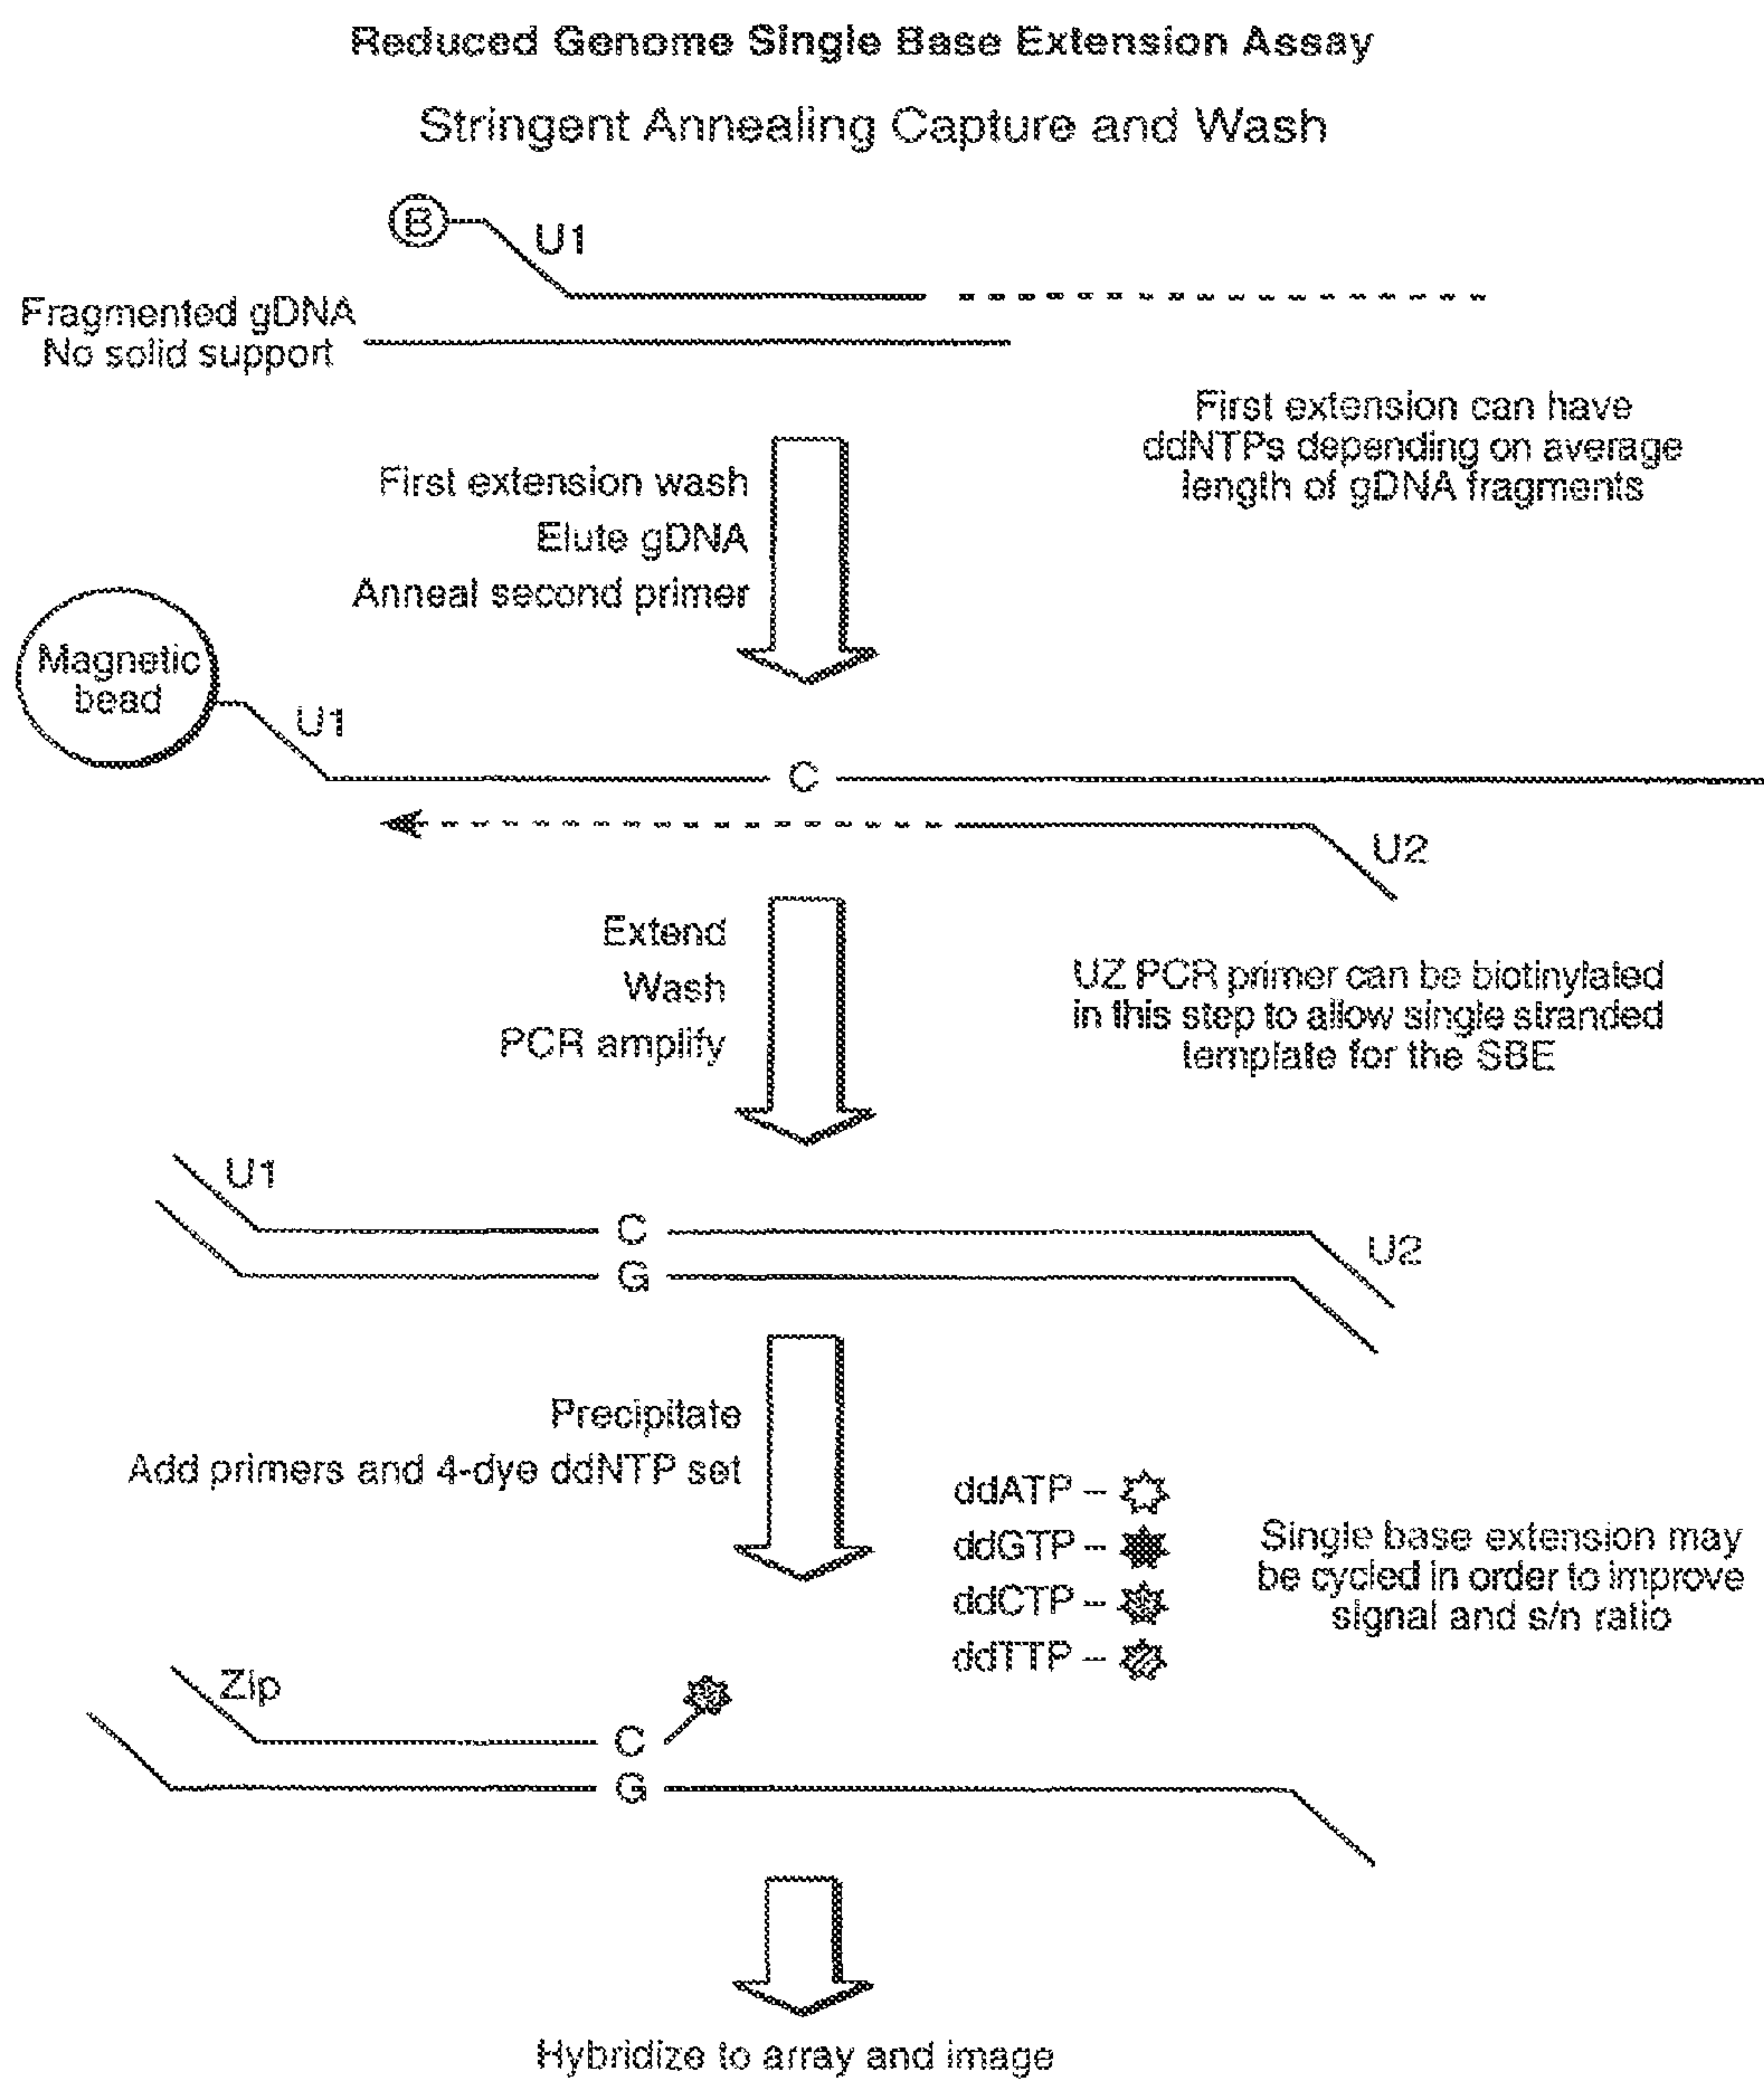 Reduced Genome Single Base Extension Assay
Stringent Annealing Capture and Wash
B
U1
Fragmented gDNA
No solid support
First extension can have
ddNTPs depending on average
length of gDNA fragments
First extension wash
Elute gDNA
Anneal second primer
Magnetic
bead
U1
C
U2
Extend
Wash
PCR amplify
UZ PCR primer can be biotinylated
in this step to allow single stranded
template for the SBE
U1
C
G
U2
Precipitate
Add primers and 4-dye ddNTP set
ddATP --
ddGTP --
ddCTP --
ddTTP --
Single base extension may
be cycled in order to improve
signal and s/n ratio
Zip
C
G
Hybridize to array and image